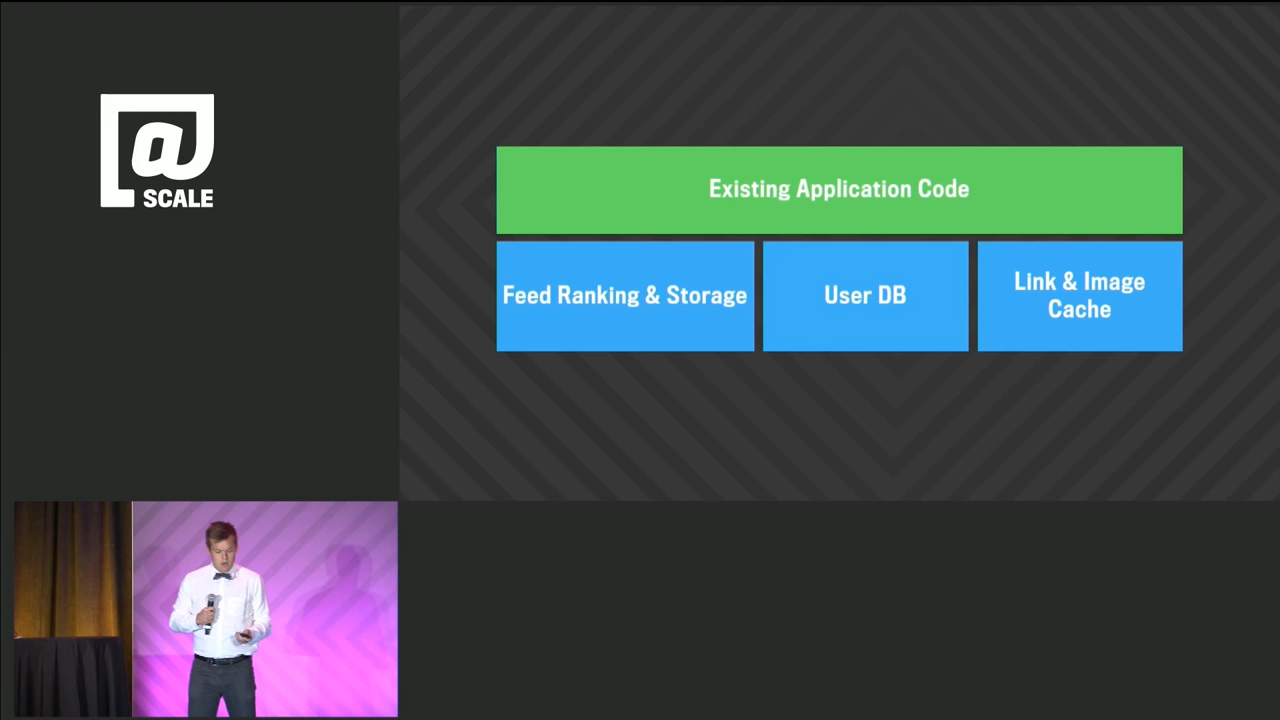 @
SCALE
Existing Application Code
Feed Ranking & Storage
User DB
Link & Image
Cache